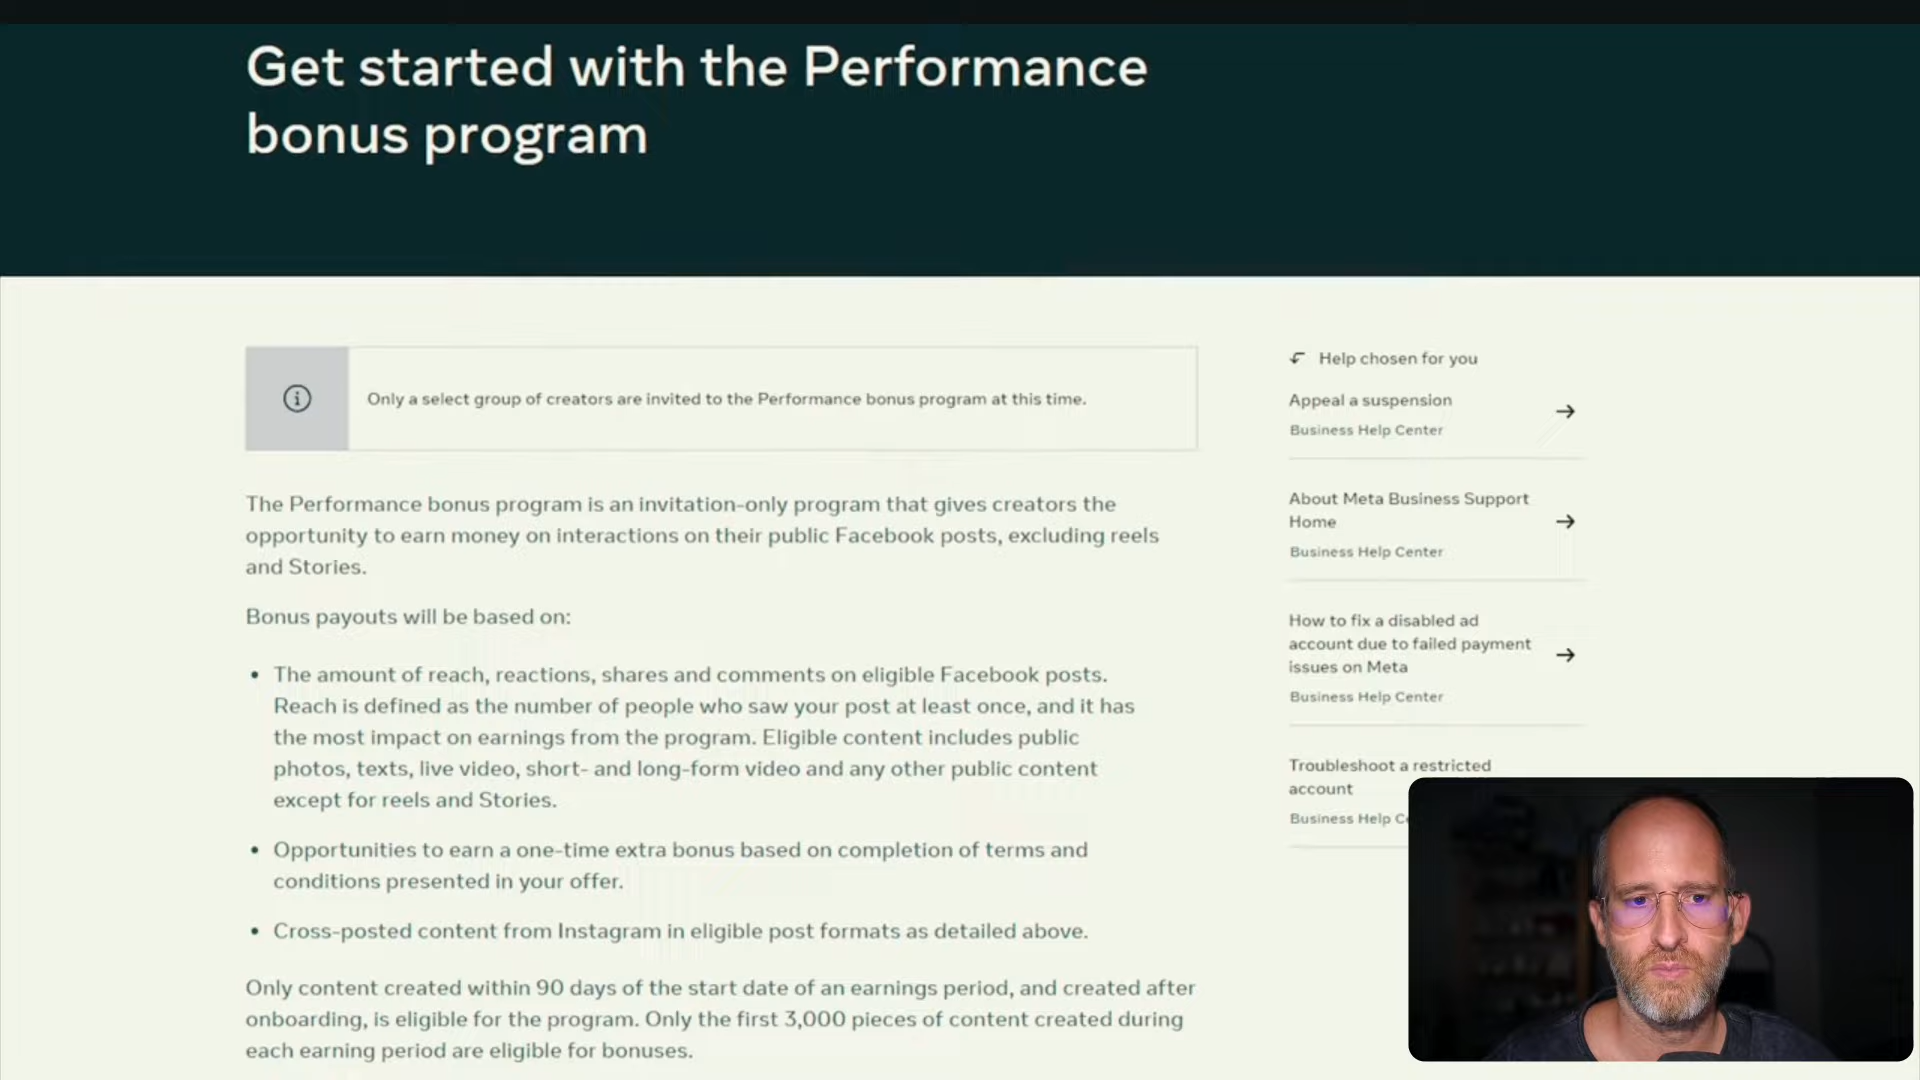 Get started with the Performance
bonus program
Only a select group of creators are invited to the Performance bonus program at this time.
The Performance bonus program is an invitation-only program that gives creators the
opportunity to earn money on interactions on their public Facebook posts, excluding reels
and Stories.
Bonus payouts will be based on:
• The amount of reach, reactions, shares and comments on eligible Facebook posts.
Reach is defined as the number of people who saw your post at least once, and it has
the most impact on earnings from the program. Eligible content includes public
photos, texts, live video, short- and long-form video and any other public content
except for reels and Stories.
• Opportunities to earn a one-time extra bonus based on completion of terms and
conditions presented in your offer.
• Cross-posted content from Instagram in eligible post formats as detailed above.
Only content created within 90 days of the start date of an earnings period, and created after
onboarding, is eligible for the program. Only the first 3,000 pieces of content created during
each earning period are eligible for bonuses.
Help chosen for you
Appeal a suspension
Business Help Center
About Meta Business Support
Home
Business Help Center
How to fix a disabled ad
account due to failed payment
issues on Meta
Business Help Center
Troubleshoot a restricted
account
Business Help